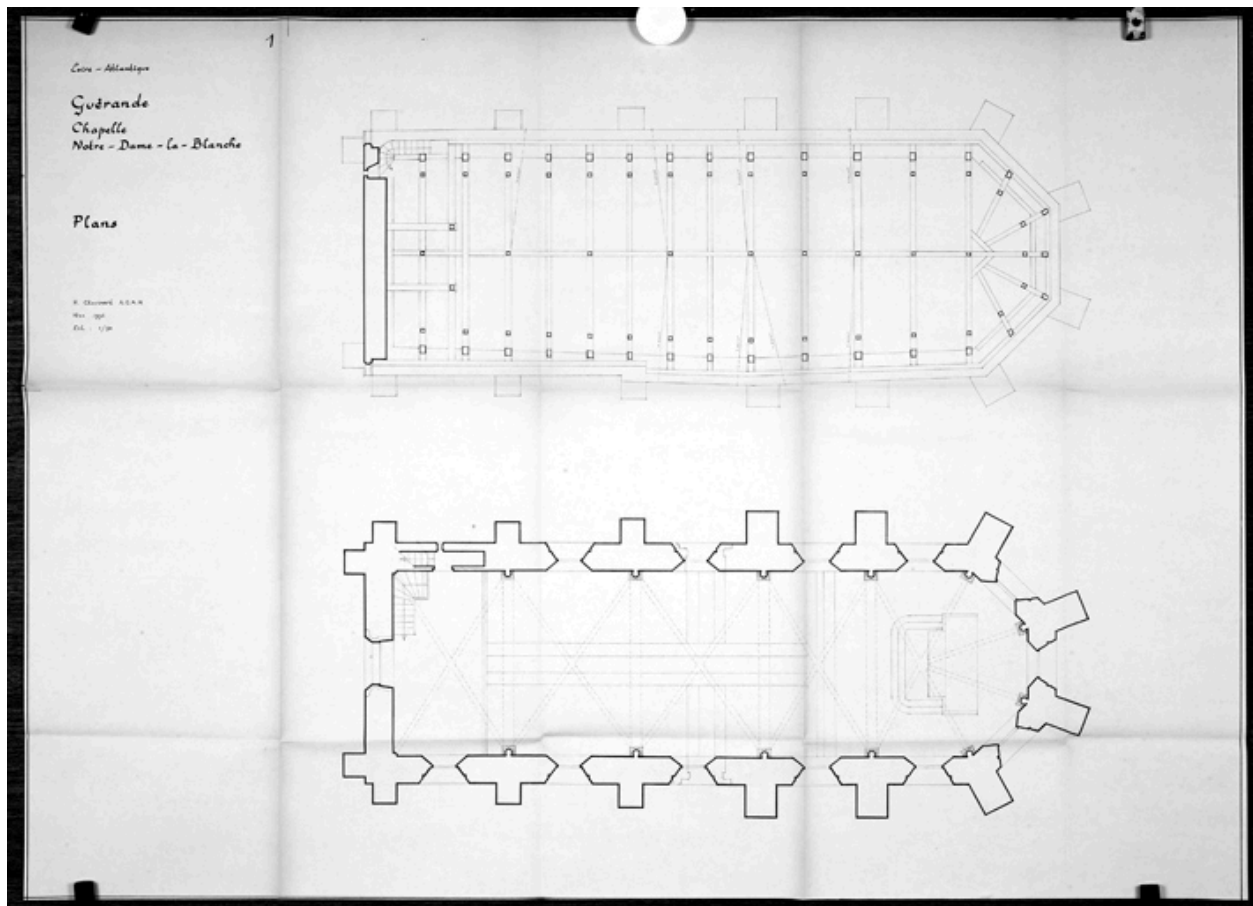 1
Loire - Atlantique
Guérande
Chapelle
Notre - Dame - la - Blanche
Plans